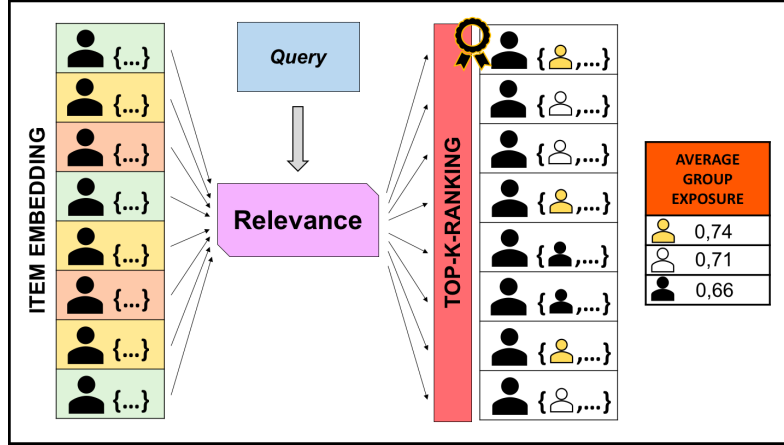 ITEM EMBEDDING
{...}
{...}
{...}
{...}
{...}
{...}
{...}
{...}
Query
Relevance
TOP-K-RANKING
{ ,...}
{ ,...}
{ ,...}
{ ,...}
{ ,...}
{ ,...}
{ ,...}
{ ,...}
AVERAGE
GROUP
EXPOSURE
0,74
0,71
0,66